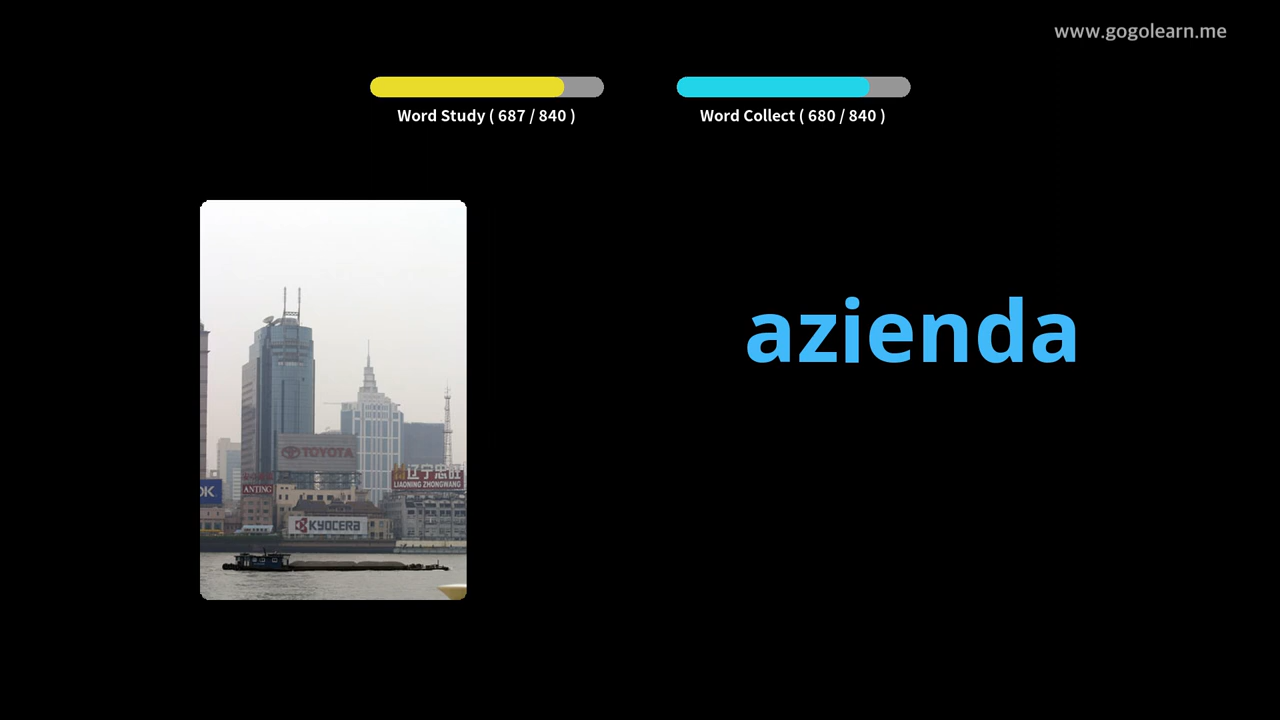 www.gogolearn.me
Word Study ( 687 / 840 )
Word Collect ( 680 / 840 )
azienda
TOYOTA
辽宁忠旺
LIAONING ZHONGWANG
ANTING
KYOCERA